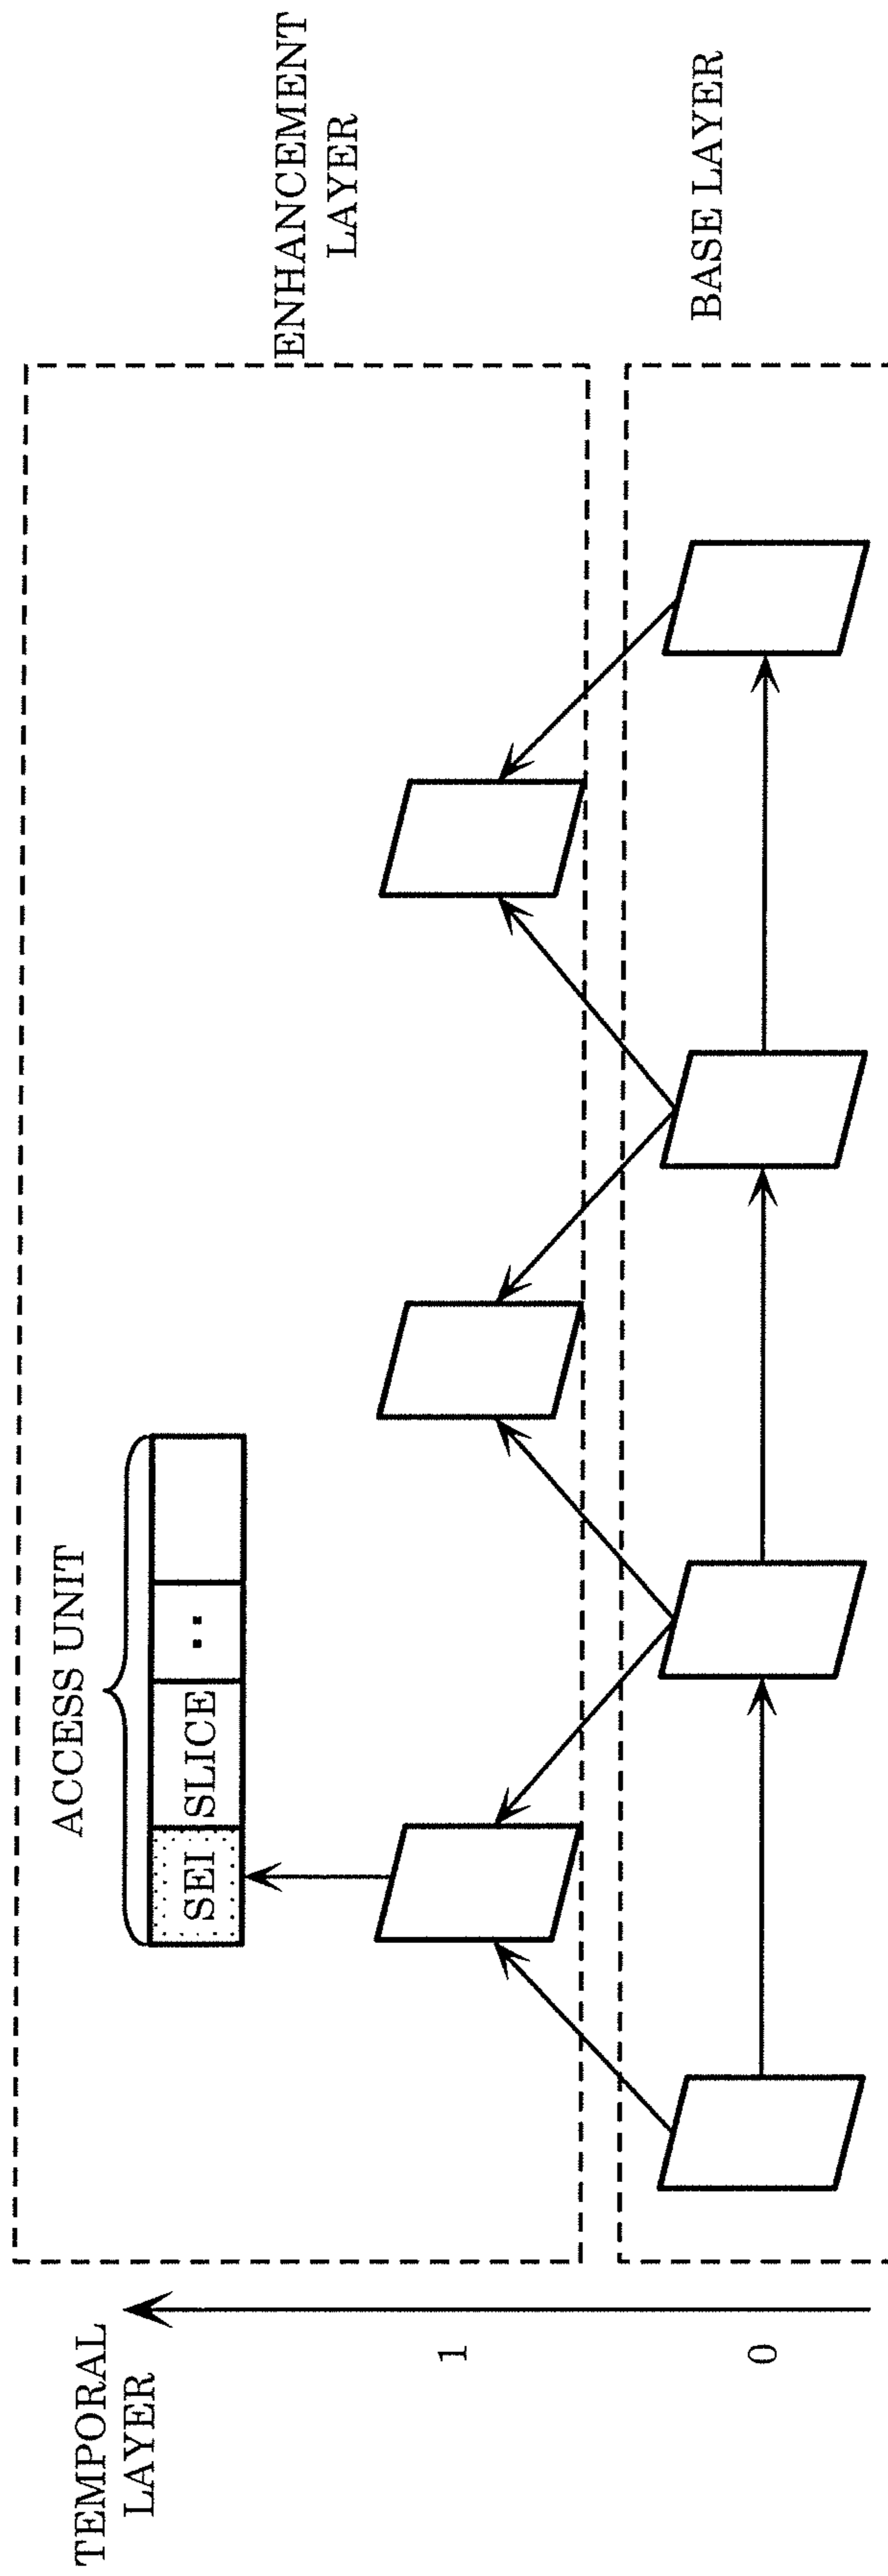 TEMPORAL
LAYER
1
0
ACCESS UNIT
SEI
SLICE
..
ENHANCEMENT
LAYER
BASE LAYER